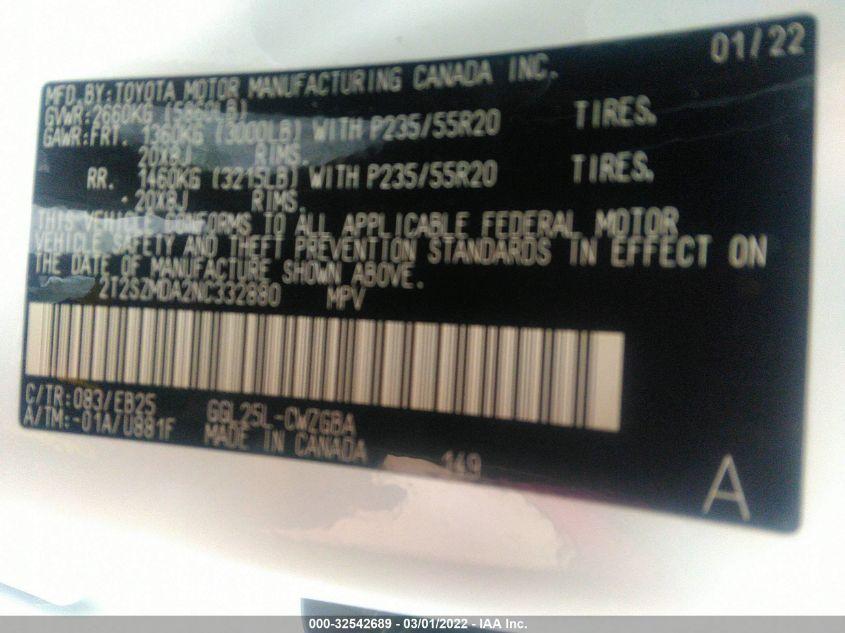 01/22
MFD. BY: TOYOTA MOTOR MANUFACTURING CANADA INC.
GVWR: 2660KG (5860LB)
GAWR: FRT. 1360KG (3000LB) WITH P235/55R20 TIRES,
20X8J RIMS.
RR. 1460KG (3215LB) WITH P235/55R20 TIRES,
20X8J RIMS.
THIS VEHICLE CONFORMS TO ALL APPLICABLE FEDERAL MOTOR
VEHICLE SAFETY AND THEFT PREVENTION STANDARDS IN EFFECT ON
THE DATE OF MANUFACTURE SHOWN ABOVE.
2T2SZMDA2NC332880 MPV
C/TR: 083/EB25 GGL25L-CWZGBA
A/TM: -01A/U881F MADE IN CANADA
149
A
000-32542689 - 03/01/2022 - IAA Inc.